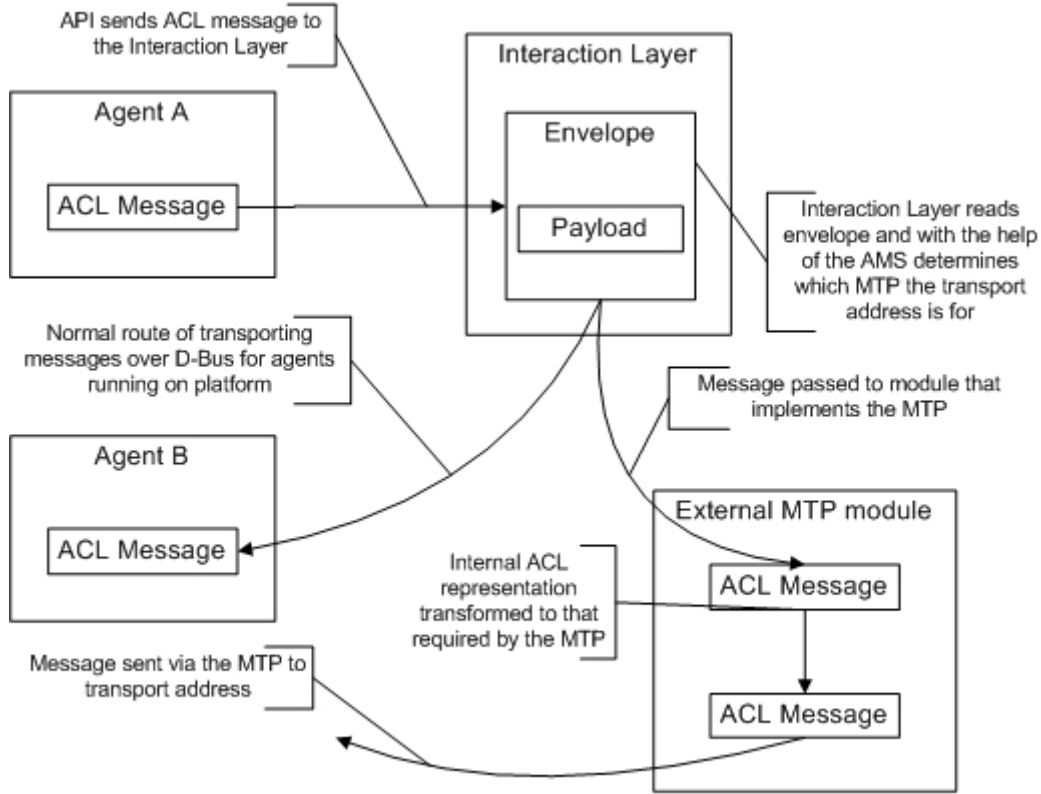 API sends ACL message to
the Interaction Layer
Interaction Layer
Agent A
Envelope
ACL Message
Payload
Interaction Layer reads
envelope and with the help
of the AMS determines
which MTP the transport
address is for
Normal route of transporting
messages over D-Bus for agents
running on platform
Message passed to module that
implements the MTP
Agent B
ACL Message
External MTP module
Internal ACL
representation
transformed to that
required by the MTP
ACL Message
Message sent via the MTP to
transport address
ACL Message